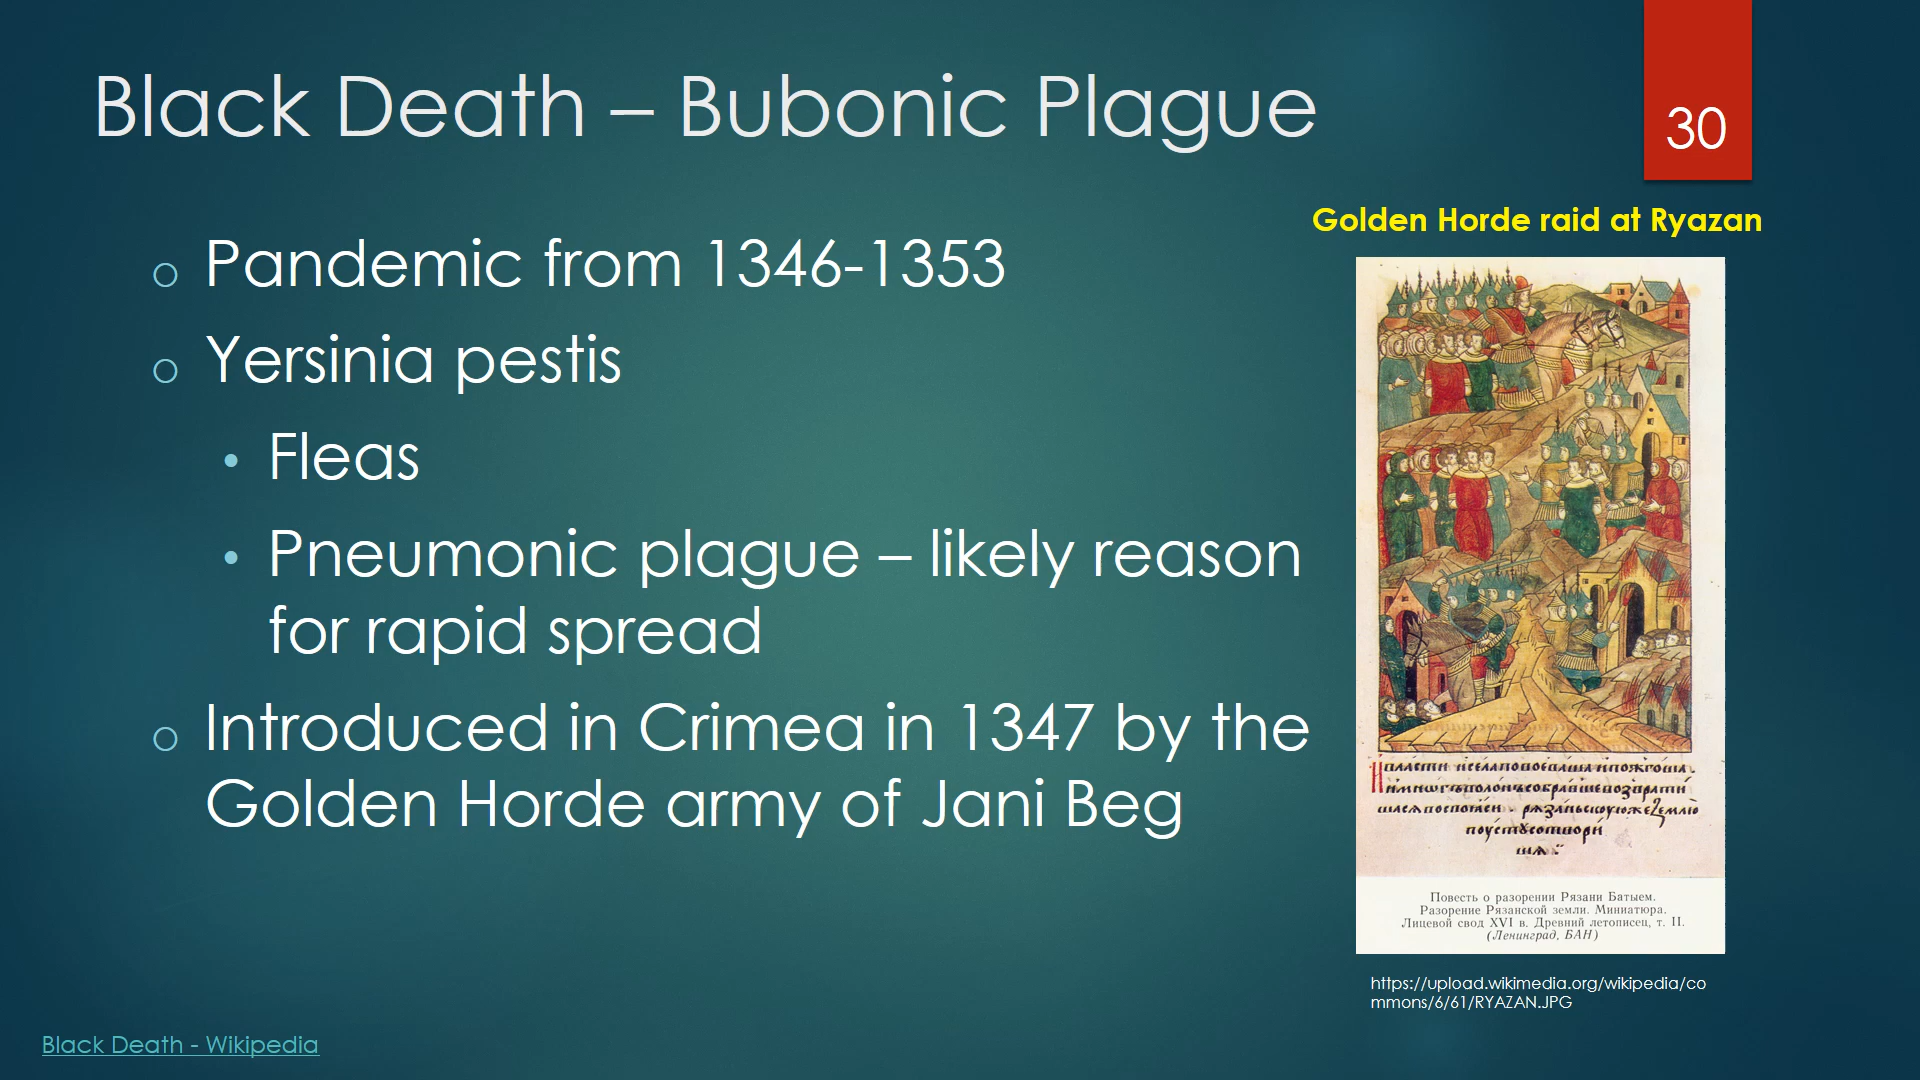 Black Death – Bubonic Plague
30
Golden Horde raid at Ryazan
Pandemic from 1346-1353
Yersinia pestis
Fleas
Pneumonic plague – likely reason
for rapid spread
Introduced in Crimea in 1347 by the
Golden Horde army of Jani Beg
Повесть о разорении Рязани Батыем.
Разорение Рязанской земли. Миниатюра.
Лицевой свод XVI в. Древний летописец, т. II.
(Ленинград, БАН)
https://upload.wikimedia.org/wikipedia/co
mmons/6/61/RYAZAN.JPG
Black Death - Wikipedia